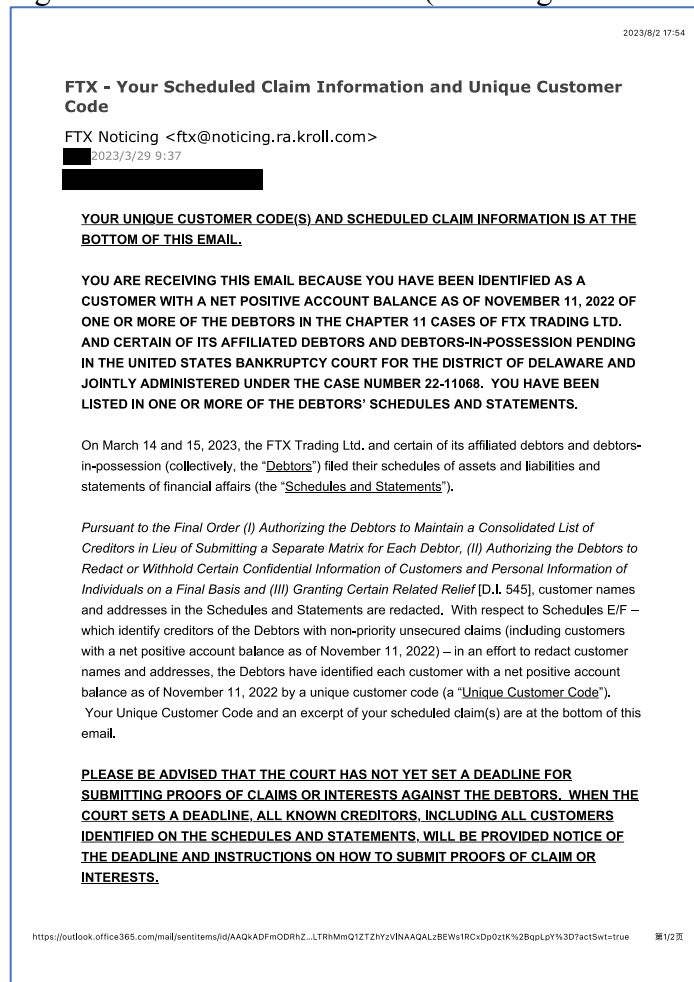 2023/8/2 17:54
FTX - Your Scheduled Claim Information and Unique Customer
Code
FTX Noticing <ftx@noticing.ra.kroll.com>
2023/3/29 9:37
YOUR UNIQUE CUSTOMER CODE(S) AND SCHEDULED CLAIM INFORMATION IS AT THE
BOTTOM OF THIS EMAIL.
YOU ARE RECEIVING THIS EMAIL BECAUSE YOU HAVE BEEN IDENTIFIED AS A
CUSTOMER WITH A NET POSITIVE ACCOUNT BALANCE AS OF NOVEMBER 11, 2022 OF
ONE OR MORE OF THE DEBTORS IN THE CHAPTER 11 CASES OF FTX TRADING LTD.
AND CERTAIN OF ITS AFFILIATED DEBTORS AND DEBTORS-IN-POSSESSION PENDING
IN THE UNITED STATES BANKRUPTCY COURT FOR THE DISTRICT OF DELAWARE AND
JOINTLY ADMINISTERED UNDER THE CASE NUMBER 22-11068.  YOU HAVE BEEN
LISTED IN ONE OR MORE OF THE DEBTORS’ SCHEDULES AND STATEMENTS.
On March 14 and 15, 2023, the FTX Trading Ltd. and certain of its affiliated debtors and debtors-
in-possession (collectively, the “Debtors”) filed their schedules of assets and liabilities and
statements of financial affairs (the “Schedules and Statements”).
Pursuant to the Final Order (I) Authorizing the Debtors to Maintain a Consolidated List of
Creditors in Lieu of Submitting a Separate Matrix for Each Debtor, (II) Authorizing the Debtors to
Redact or Withhold Certain Confidential Information of Customers and Personal Information of
Individuals on a Final Basis and (III) Granting Certain Related Relief [D.I. 545], customer names
and addresses in the Schedules and Statements are redacted.  With respect to Schedules E/F –
which identify creditors of the Debtors with non-priority unsecured claims (including customers
with a net positive account balance as of November 11, 2022) – in an effort to redact customer
names and addresses, the Debtors have identified each customer with a net positive account
balance as of November 11, 2022 by a unique customer code (a “Unique Customer Code”).
Your Unique Customer Code and an excerpt of your scheduled claim(s) are at the bottom of this
email.
PLEASE BE ADVISED THAT THE COURT HAS NOT YET SET A DEADLINE FOR
SUBMITTING PROOFS OF CLAIMS OR INTERESTS AGAINST THE DEBTORS.  WHEN THE
COURT SETS A DEADLINE, ALL KNOWN CREDITORS, INCLUDING ALL CUSTOMERS
IDENTIFIED ON THE SCHEDULES AND STATEMENTS, WILL BE PROVIDED NOTICE OF
THE DEADLINE AND INSTRUCTIONS ON HOW TO SUBMIT PROOFS OF CLAIM OR
INTERESTS.
https://outlook.office365.com/mail/sentitems/id/AAQkADFmODRhZ...LTRhMmQ1ZTZhYzVlNAAQALzBEWs1RCxDp0ztK%2BqpLpY%3D?actSwt=true 第1/2页